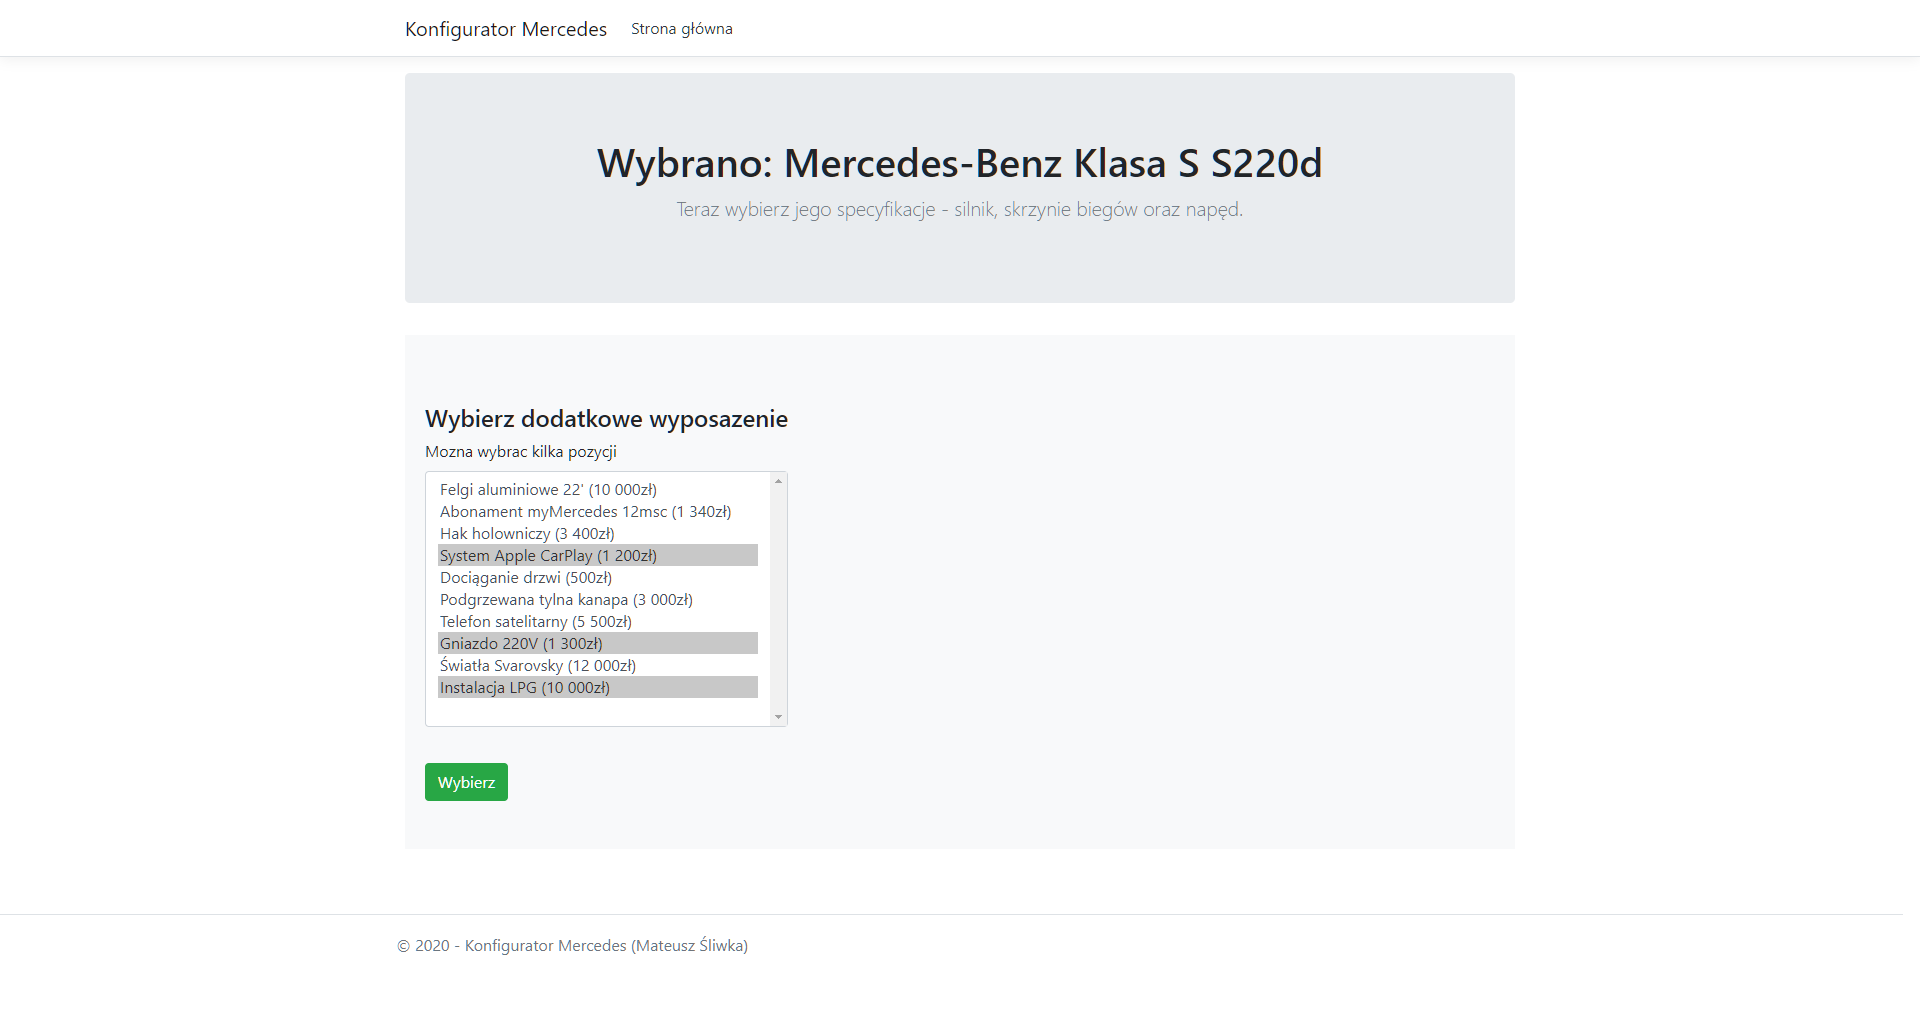 Konfigurator Mercedes Strona główna
Wybrano: Mercedes-Benz Klasa S S220d
Teraz wybierz jego specyfikacje - silnik, skrzynie biegów oraz napęd.
Wybierz dodatkowe wyposazenie
Mozna wybrac kilka pozycji
Felgi aluminiowe 22' (10 000zł)
Abonament myMercedes 12msc (1 340zł)
Hak holowniczy (3 400zł)
System Apple CarPlay (1 200zł)
Dociąganie drzwi (500zł)
Podgrzewana tylna kanapa (3 000zł)
Telefon satelitarny (5 500zł)
Gniazdo 220V (1 300zł)
Światła Svarovsky (12 000zł)
Instalacja LPG (10 000zł)
Wybierz
© 2020 - Konfigurator Mercedes (Mateusz Śliwka)